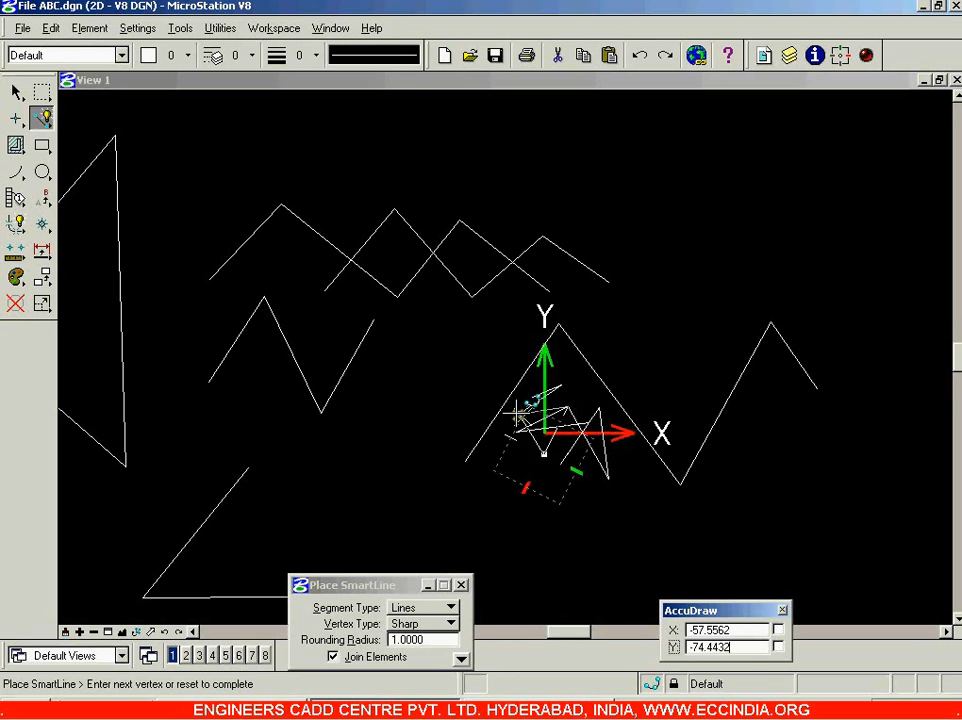 File ABC.dgn (2D - V8 DGN) - MicroStation V8
File Edit Element Settings Tools Utilities Workspace Window Help
Default 0 0 0
View 1
Y
X
Place SmartLine
Segment Type: Lines
Vertex Type: Sharp
Rounding Radius: 1.0000
Join Elements
AccuDraw
X: -57.5562
Y: -74.4432
Default Views 1 2 3 4 5 6 7 8
Place SmartLine > Enter next vertex or reset to complete
Default
ENGINEERS CADD CENTRE PVT. LTD. HYDERABAD, INDIA, WWW.ECCINDIA.ORG